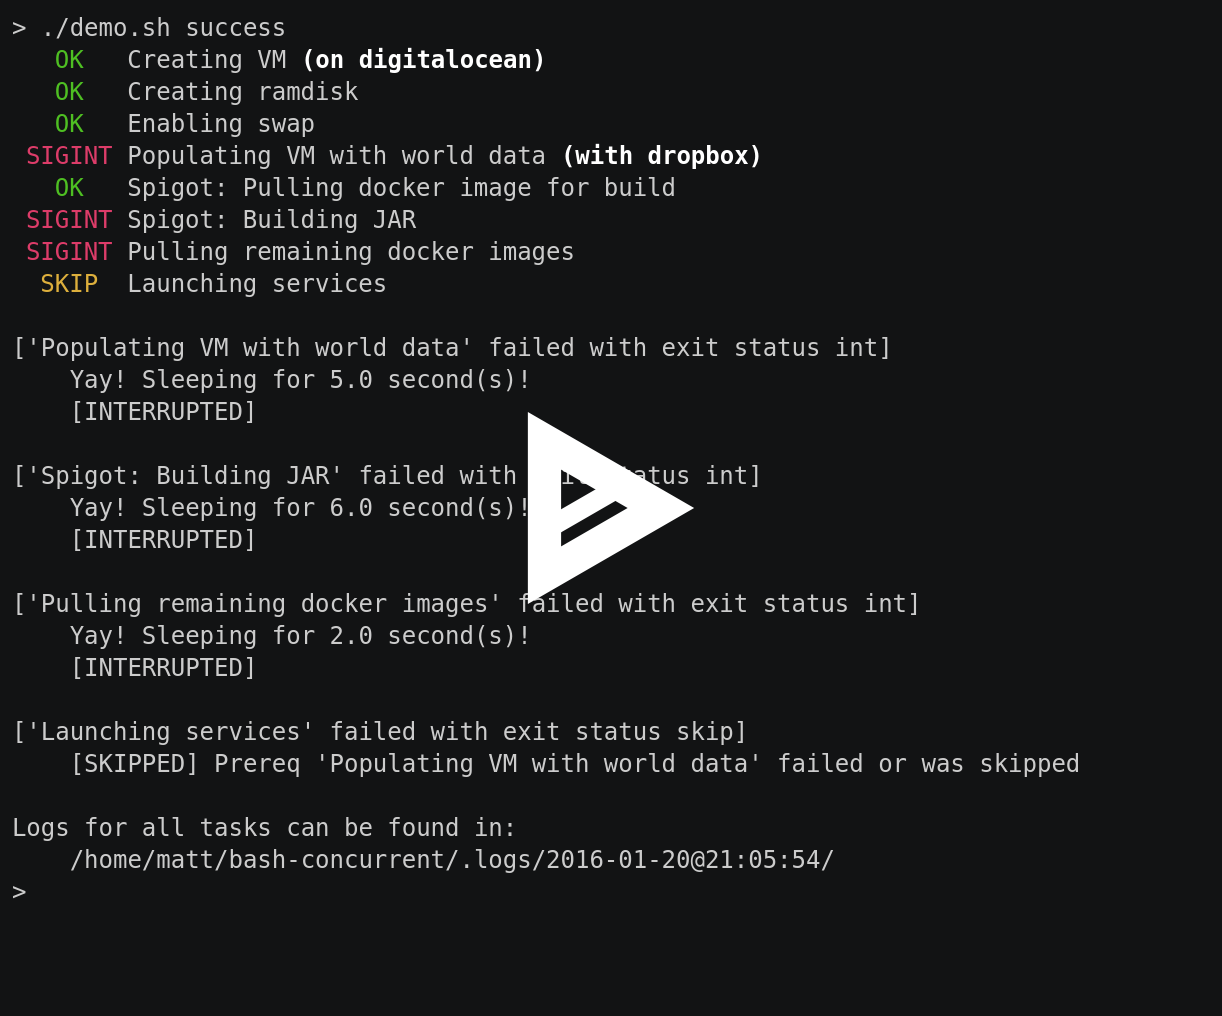 > ./demo.sh success
OK Creating VM (on digitalocean)
OK Creating ramdisk
OK Enabling swap
SIGINT Populating VM with world data (with dropbox)
OK Spigot: Pulling docker image for build
SIGINT Spigot: Building JAR
SIGINT Pulling remaining docker images
SKIP Launching services
['Populating VM with world data' failed with exit status int]
Yay! Sleeping for 5.0 second(s)!
[INTERRUPTED]
['Spigot: Building JAR' failed with exit status int]
Yay! Sleeping for 6.0 second(s)!
[INTERRUPTED]
['Pulling remaining docker images' failed with exit status int]
Yay! Sleeping for 2.0 second(s)!
[INTERRUPTED]
['Launching services' failed with exit status skip]
[SKIPPED] Prereq 'Populating VM with world data' failed or was skipped
Logs for all tasks can be found in:
/home/matt/bash-concurrent/.logs/2016-01-20@21:05:54/
>